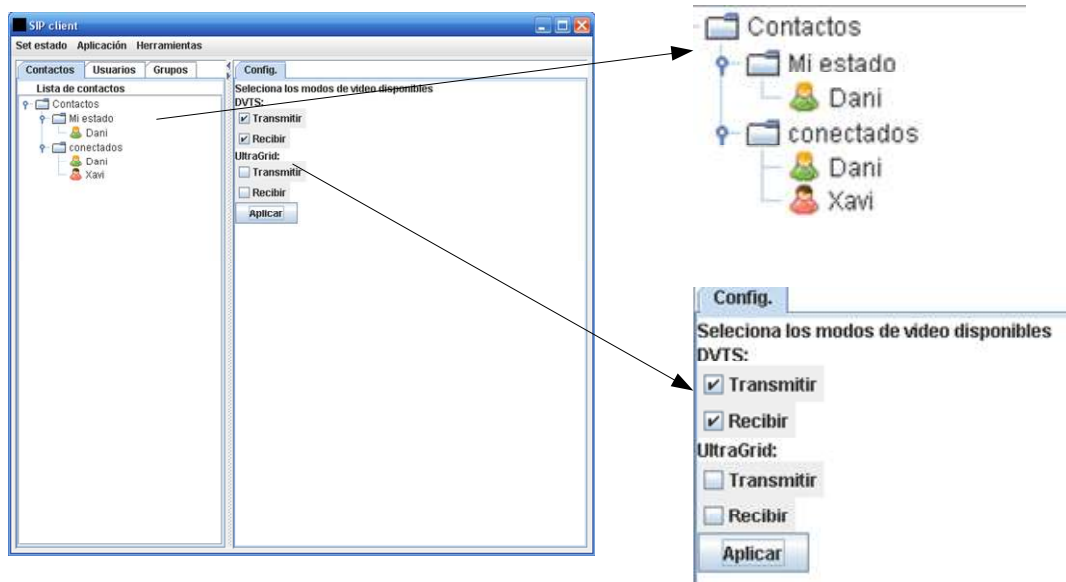 SIP client
Set estado Aplicación Herramientas
Contactos Usuarios Grupos
Lista de contactos
Contactos
Mi estado
Dani
conectados
Dani
Xavi
Config.
Seleciona los modos de video disponibles
DVTS:
Transmitir
Recibir
UltraGrid:
Transmitir
Recibir
Aplicar
Contactos
Mi estado
Dani
conectados
Dani
Xavi
Config.
Seleciona los modos de video disponibles
DVTS:
Transmitir
Recibir
UltraGrid:
Transmitir
Recibir
Aplicar